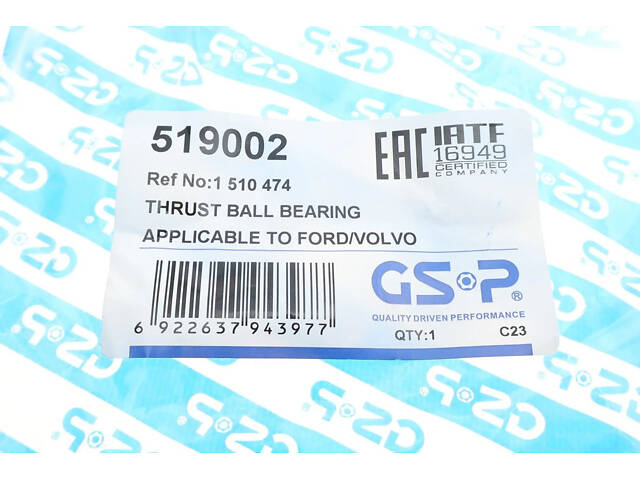 519002
EAC IATF
16949
CERTIFIED
COMPANY
Ref No:1 510 474
THRUST BALL BEARING
APPLICABLE TO FORD/VOLVO
GSP®
QUALITY DRIVEN PERFORMANCE
6 922637 943977
QTY:1 C23